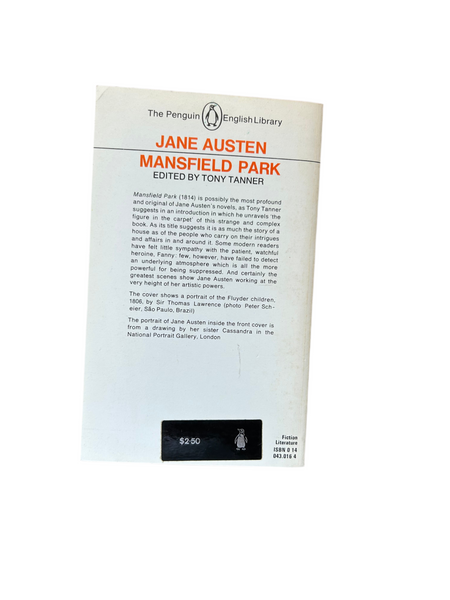 The Penguin English Library
JANE AUSTEN
MANSFIELD PARK
EDITED BY TONY TANNER
Mansfield Park (1814) is possibly the most profound
and original of Jane Austen's novels, as Tony Tanner
suggests in an introduction in which he unravels 'the
figure in the carpet' of this strange and complex
book. As its title suggests it is as much the story of a
house as of the people who carry on their intrigues
and affairs in and around it. Some modern readers
have felt little sympathy with the patient, watchful
heroine, Fanny: few, however, have failed to detect
an underlying atmosphere which is all the more
powerful for being suppressed. And certainly the
greatest scenes show Jane Austen working at the
very height of her artistic powers.
The cover shows a portrait of the Fluyder children,
1806, by Sir Thomas Lawrence (photo Peter Sch-
eier, São Paulo, Brazil)
The portrait of Jane Austen inside the front cover is
from a drawing by her sister Cassandra in the
National Portrait Gallery, London
$2·50
Fiction
Literature
ISBN 0 14
043.016 4